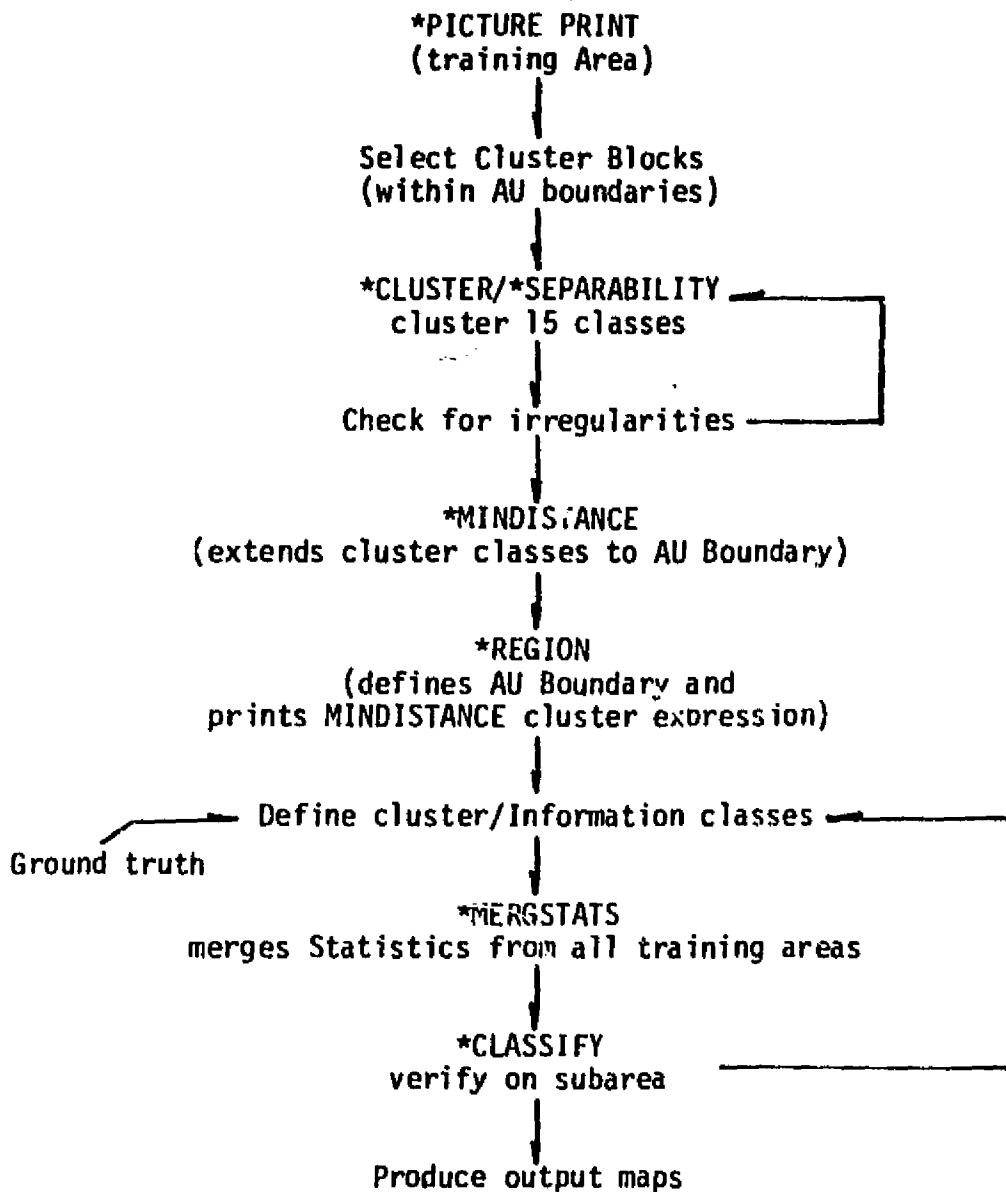 *PICTURE PRINT
(training Area)
Select Cluster Blocks
(within AU boundaries)
*CLUSTER/*SEPARABILITY
cluster 15 classes
Check for irregularities
*MINDISTANCE
(extends cluster classes to AU Boundary)
*REGION
(defines AU Boundary and
prints MINDISTANCE cluster expression)
Define cluster/Information classes
Ground truth
*MERGSTATS
merges Statistics from all training areas
*CLASSIFY
verify on subarea
Produce output maps